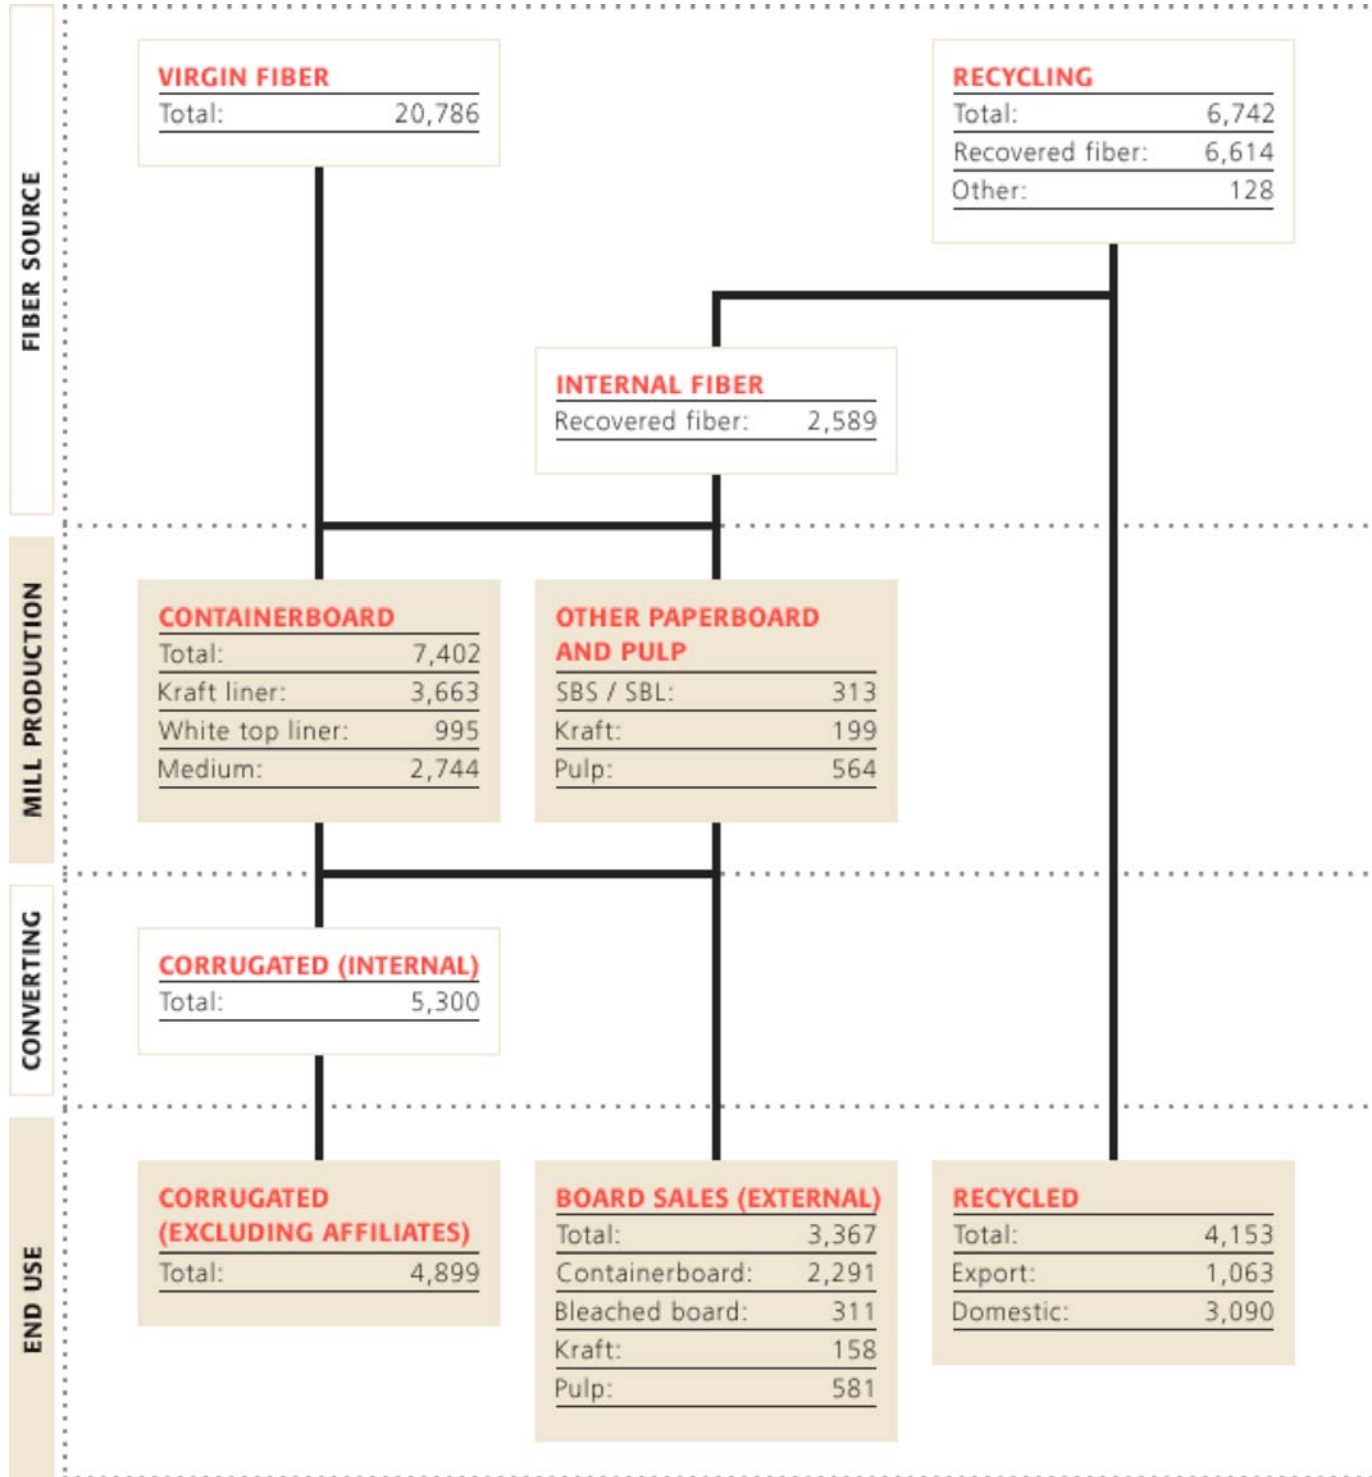 FIBER SOURCE
VIRGIN FIBER
Total: 20,786
RECYCLING
Total: 6,742
Recovered fiber: 6,614
Other: 128
INTERNAL FIBER
Recovered fiber: 2,589
MILL PRODUCTION
CONTAINERBOARD
Total: 7,402
Kraft liner: 3,663
White top liner: 995
Medium: 2,744
OTHER PAPERBOARD
AND PULP
SBS / SBL: 313
Kraft: 199
Pulp: 564
CONVERTING
CORRUGATED (INTERNAL)
Total: 5,300
END USE
CORRUGATED
(EXCLUDING AFFILIATES)
Total: 4,899
BOARD SALES (EXTERNAL)
Total: 3,367
Containerboard: 2,291
Bleached board: 311
Kraft: 158
Pulp: 581
RECYCLED
Total: 4,153
Export: 1,063
Domestic: 3,090